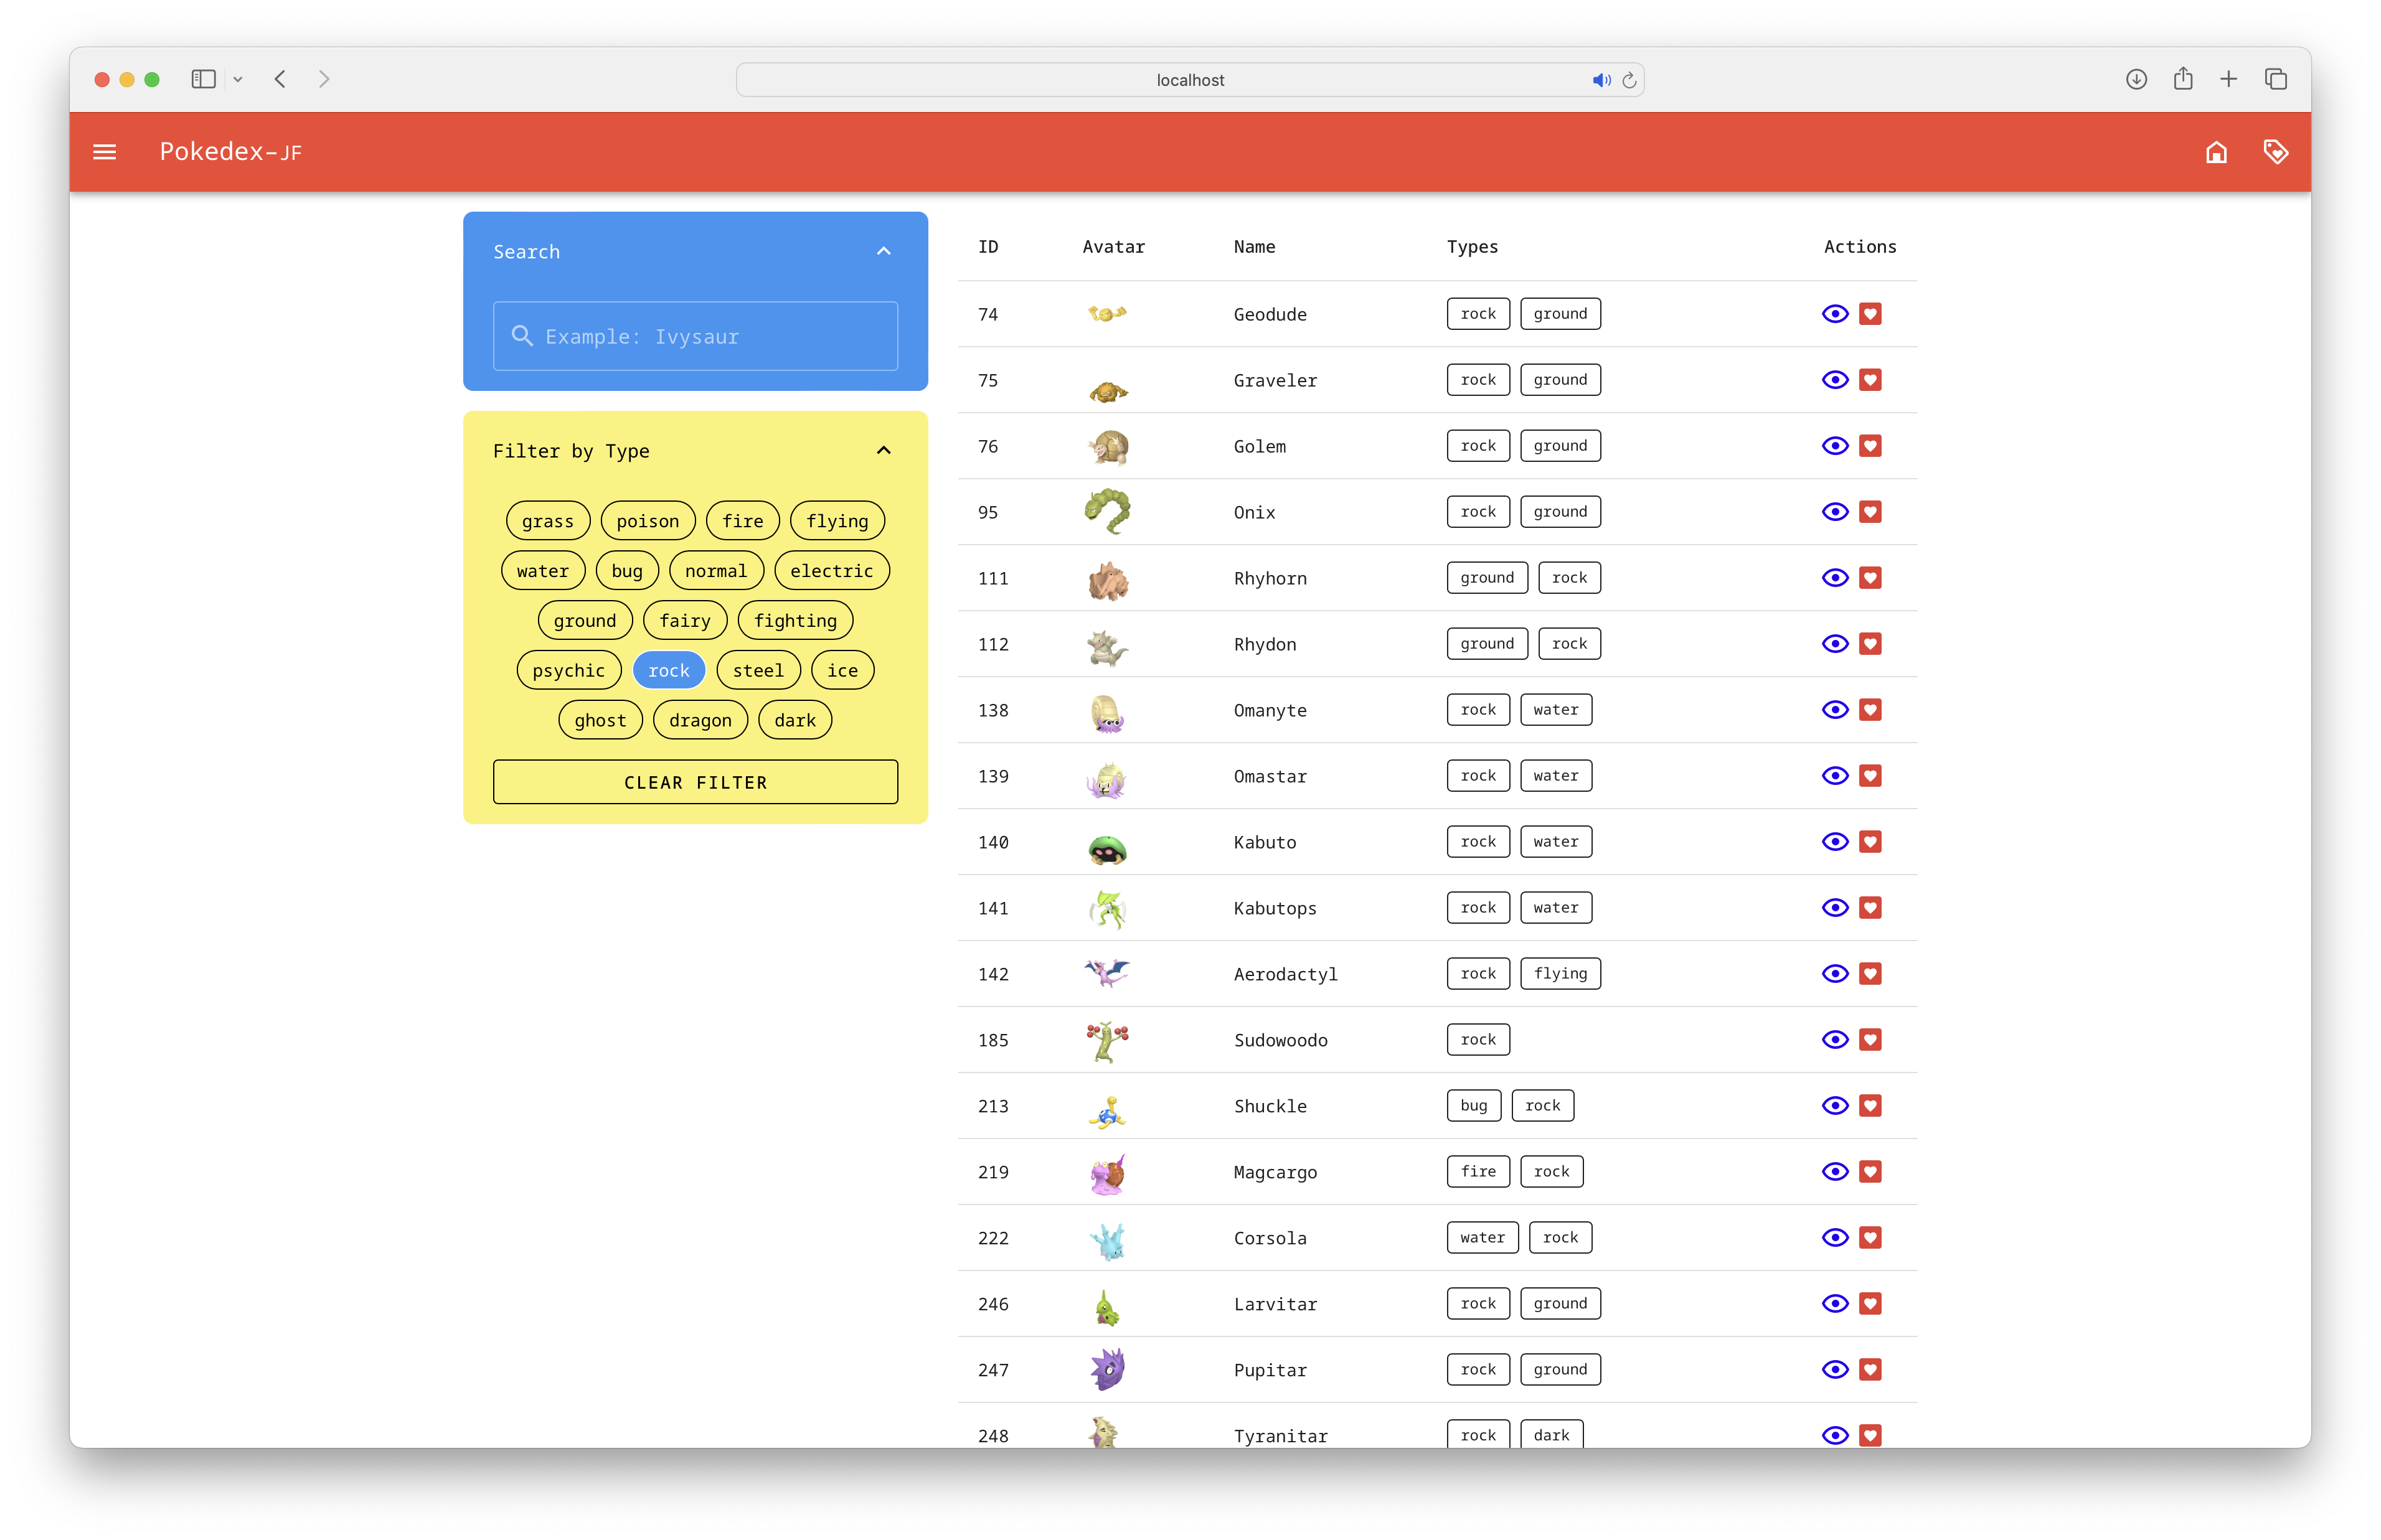 localhost
Pokedex-JF
Search
Example: Ivysaur
Filter by Type
grass poison fire flying
water bug normal electric
ground fairy fighting
psychic rock steel ice
ghost dragon dark
CLEAR FILTER
ID Avatar Name Types Actions
74 Geodude rock ground
75 Graveler rock ground
76 Golem rock ground
95 Onix rock ground
111 Rhyhorn ground rock
112 Rhydon ground rock
138 Omanyte rock water
139 Omastar rock water
140 Kabuto rock water
141 Kabutops rock water
142 Aerodactyl rock flying
185 Sudowoodo rock
213 Shuckle bug rock
219 Magcargo fire rock
222 Corsola water rock
246 Larvitar rock ground
247 Pupitar rock ground
248 Tyranitar rock dark